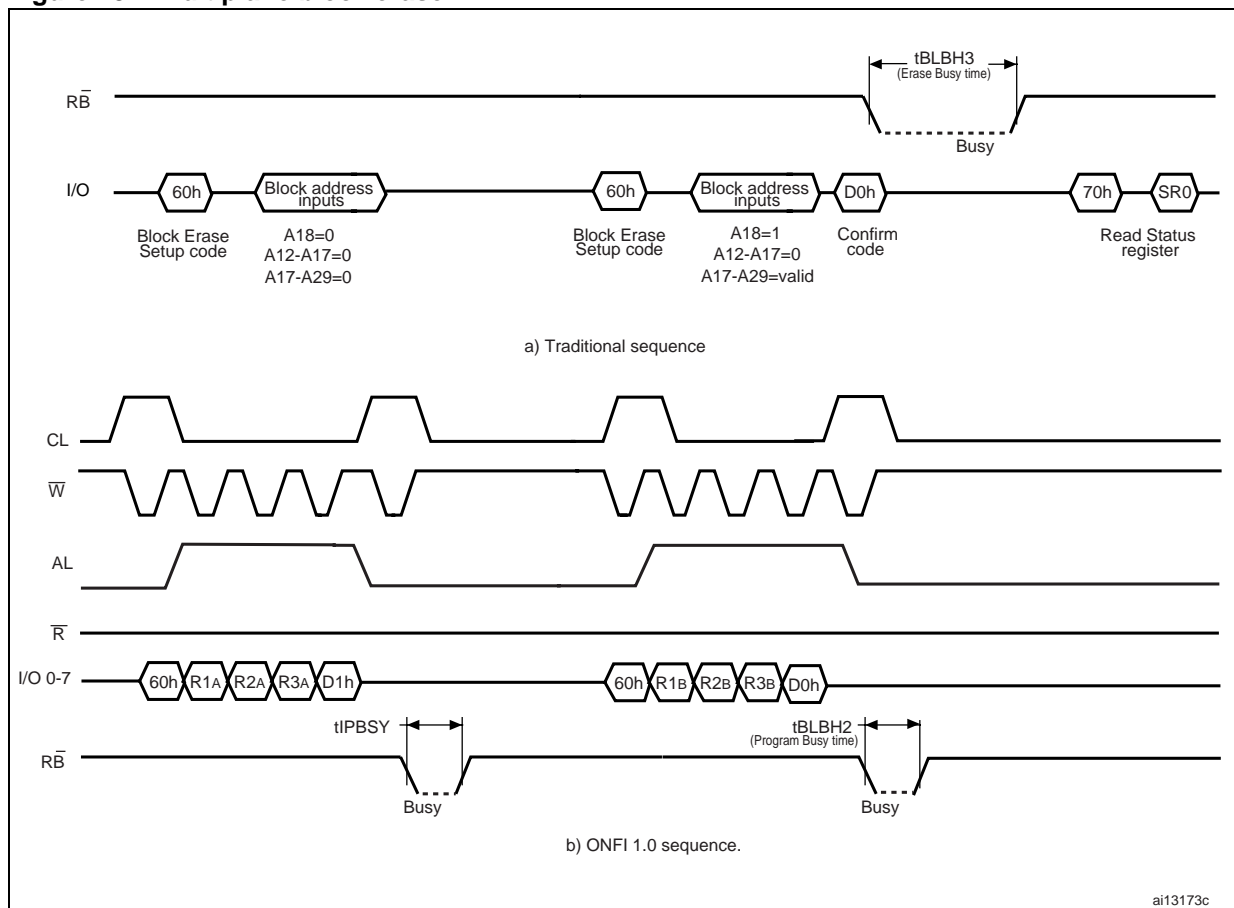 tBLBH3
(Erase Busy time)
RB̅
Busy
I/O
60h
Block address
inputs
60h
Block address
inputs
D0h
70h
SR0
Block Erase
Setup code
A18=0
A12-A17=0
A17-A29=0
Block Erase
Setup code
A18=1
A12-A17=0
A17-A29=valid
Confirm
code
Read Status
register
a) Traditional sequence
CL
W̅
AL
R̅
I/O 0-7
60h R1A R2A R3A D1h
60h R1B R2B R3B D0h
tIPBSY
tBLBH2
(Program Busy time)
RB̅
Busy
Busy
b) ONFI 1.0 sequence.
ai13173c